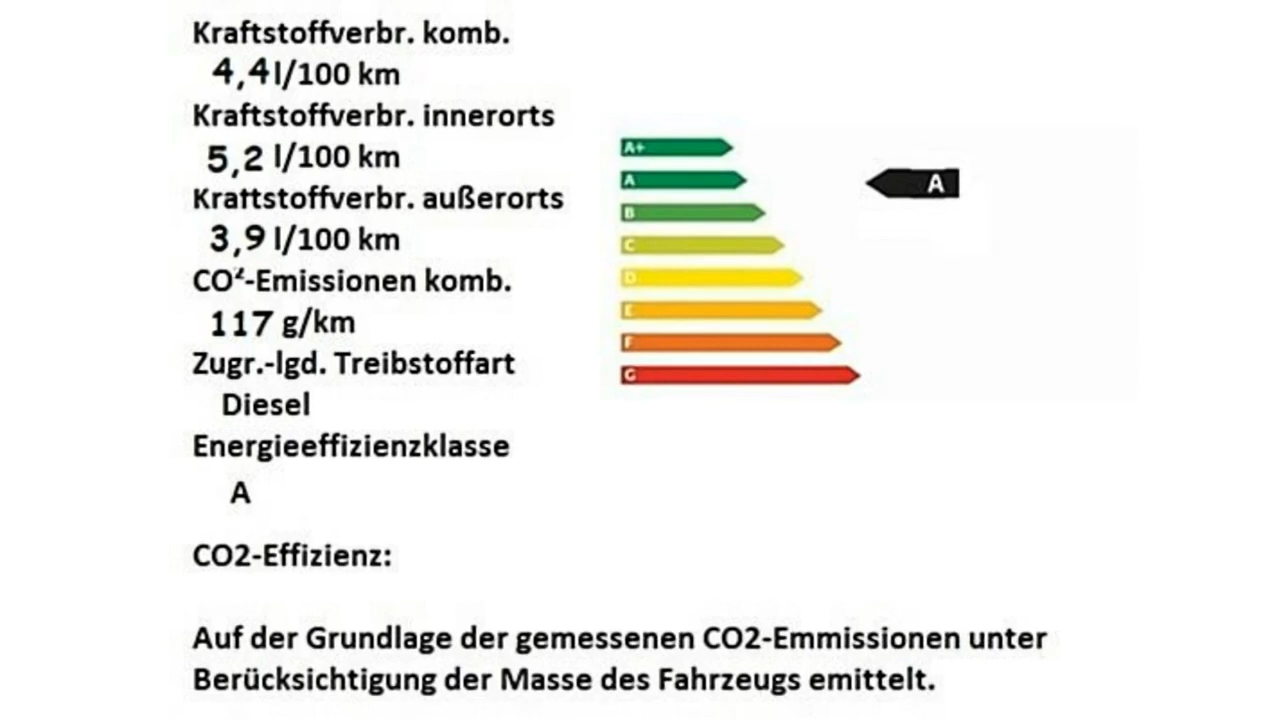 Kraftstoffverbr. komb.
4,4 l/100 km
Kraftstoffverbr. innerorts
5,2 l/100 km
Kraftstoffverbr. außerorts
3,9 l/100 km
CO²-Emissionen komb.
117 g/km
Zugr.-lgd. Treibstoffart
Diesel
Energieeffizienzklasse
A
A+
A
A
B
C
D
E
F
G
CO2-Effizienz:
Auf der Grundlage der gemessenen CO2-Emmissionen unter
Berücksichtigung der Masse des Fahrzeugs emittelt.